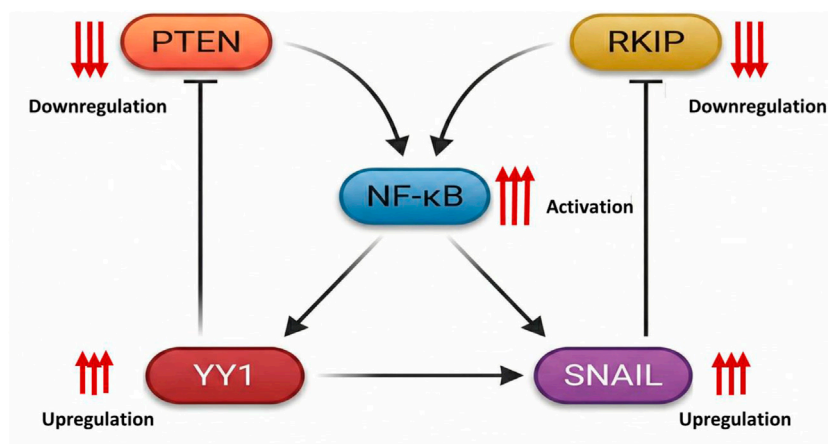 PTEN
RKIP
Downregulation
Downregulation
NF-κB
Activation
YY1
SNAIL
Upregulation
Upregulation